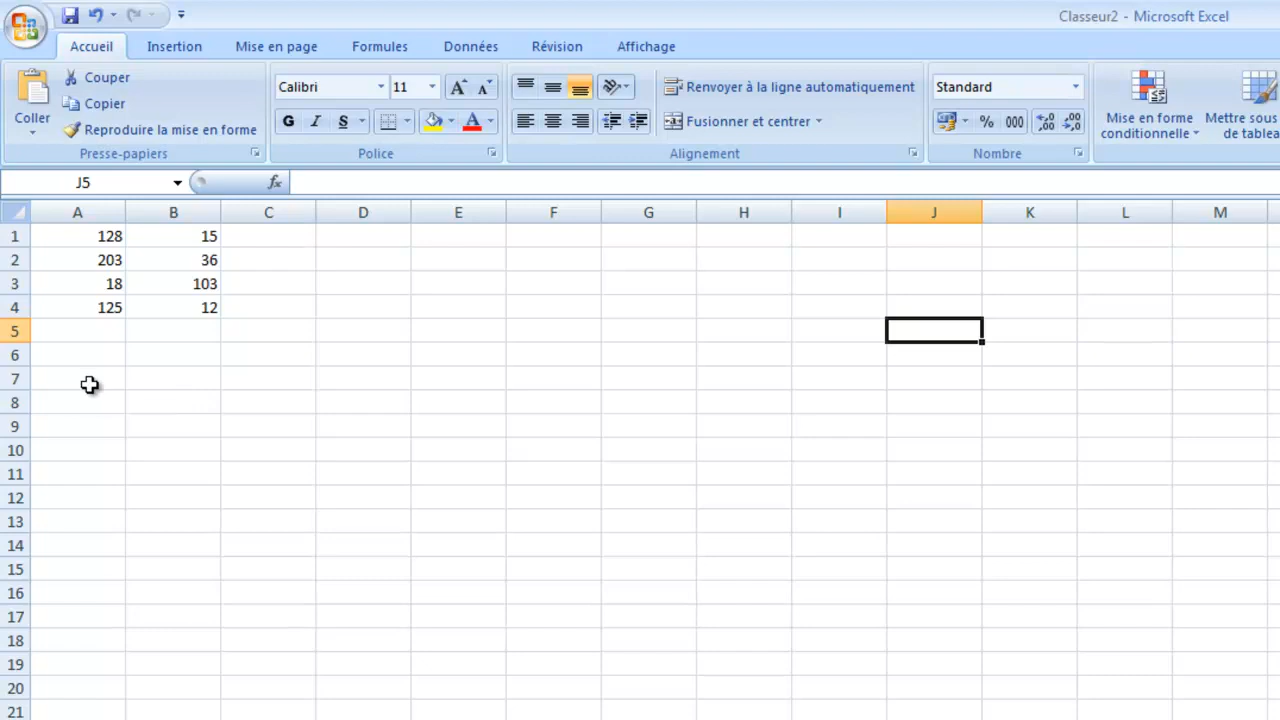 Classeur2 - Microsoft Excel
Accueil Insertion Mise en page Formules Données Révision Affichage
Coller
Couper
Copier
Reproduire la mise en forme
Presse-papiers
Calibri 11
G I S A
Police
Renvoyer à la ligne automatiquement
Fusionner et centrer
Alignement
Standard
% 000 ,00 ,00
Nombre
Mise en forme
conditionnelle
Mettre sous
de tablea
J5 fx
A B C D E F G H I J K L M
1 128 15
2 203 36
3 18 103
4 125 12
5
6
7
8
9
10
11
12
13
14
15
16
17
18
19
20
21